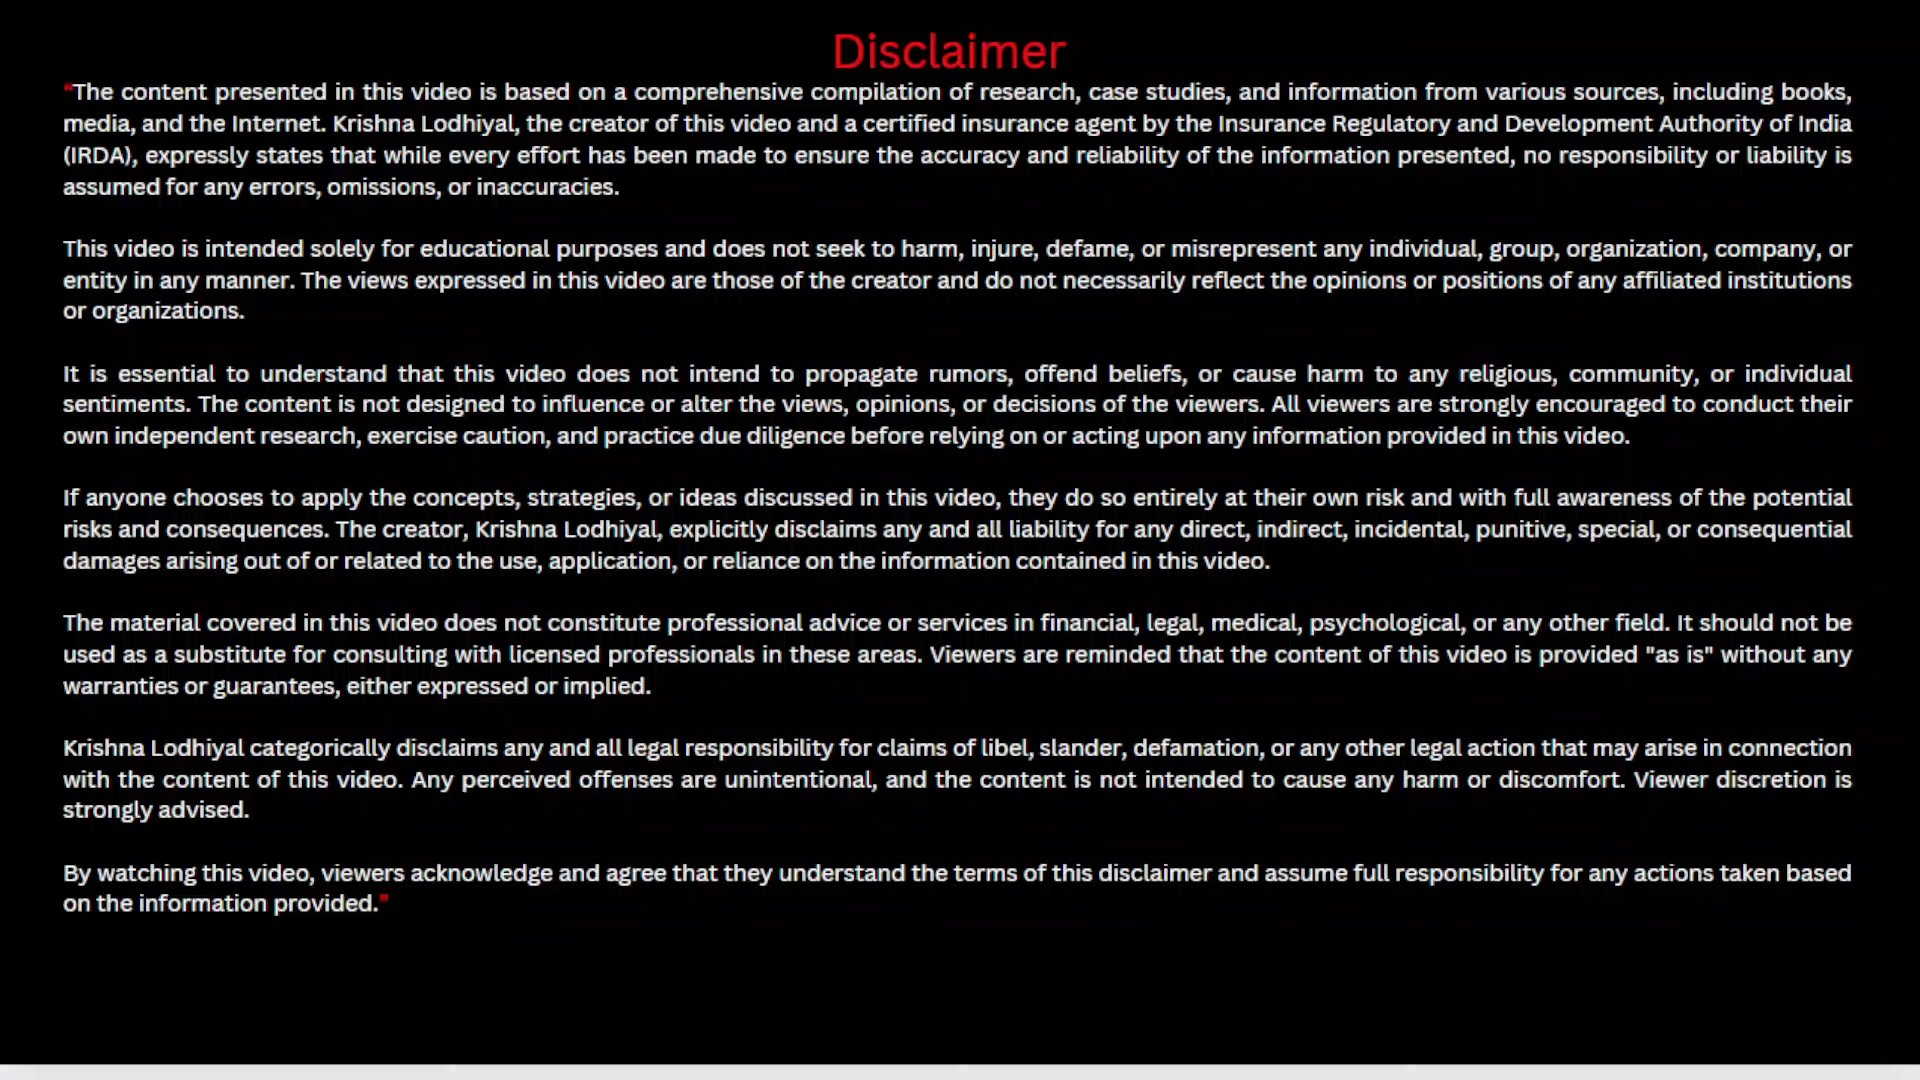 Disclaimer
"The content presented in this video is based on a comprehensive compilation of research, case studies, and information from various sources, including books,
media, and the Internet. Krishna Lodhiyal, the creator of this video and a certified insurance agent by the Insurance Regulatory and Development Authority of India
(IRDA), expressly states that while every effort has been made to ensure the accuracy and reliability of the information presented, no responsibility or liability is
assumed for any errors, omissions, or inaccuracies.
This video is intended solely for educational purposes and does not seek to harm, injure, defame, or misrepresent any individual, group, organization, company, or
entity in any manner. The views expressed in this video are those of the creator and do not necessarily reflect the opinions or positions of any affiliated institutions
or organizations.
It is essential to understand that this video does not intend to propagate rumors, offend beliefs, or cause harm to any religious, community, or individual
sentiments. The content is not designed to influence or alter the views, opinions, or decisions of the viewers. All viewers are strongly encouraged to conduct their
own independent research, exercise caution, and practice due diligence before relying on or acting upon any information provided in this video.
If anyone chooses to apply the concepts, strategies, or ideas discussed in this video, they do so entirely at their own risk and with full awareness of the potential
risks and consequences. The creator, Krishna Lodhiyal, explicitly disclaims any and all liability for any direct, indirect, incidental, punitive, special, or consequential
damages arising out of or related to the use, application, or reliance on the information contained in this video.
The material covered in this video does not constitute professional advice or services in financial, legal, medical, psychological, or any other field. It should not be
used as a substitute for consulting with licensed professionals in these areas. Viewers are reminded that the content of this video is provided "as is" without any
warranties or guarantees, either expressed or implied.
Krishna Lodhiyal categorically disclaims any and all legal responsibility for claims of libel, slander, defamation, or any other legal action that may arise in connection
with the content of this video. Any perceived offenses are unintentional, and the content is not intended to cause any harm or discomfort. Viewer discretion is
strongly advised.
By watching this video, viewers acknowledge and agree that they understand the terms of this disclaimer and assume full responsibility for any actions taken based
on the information provided."